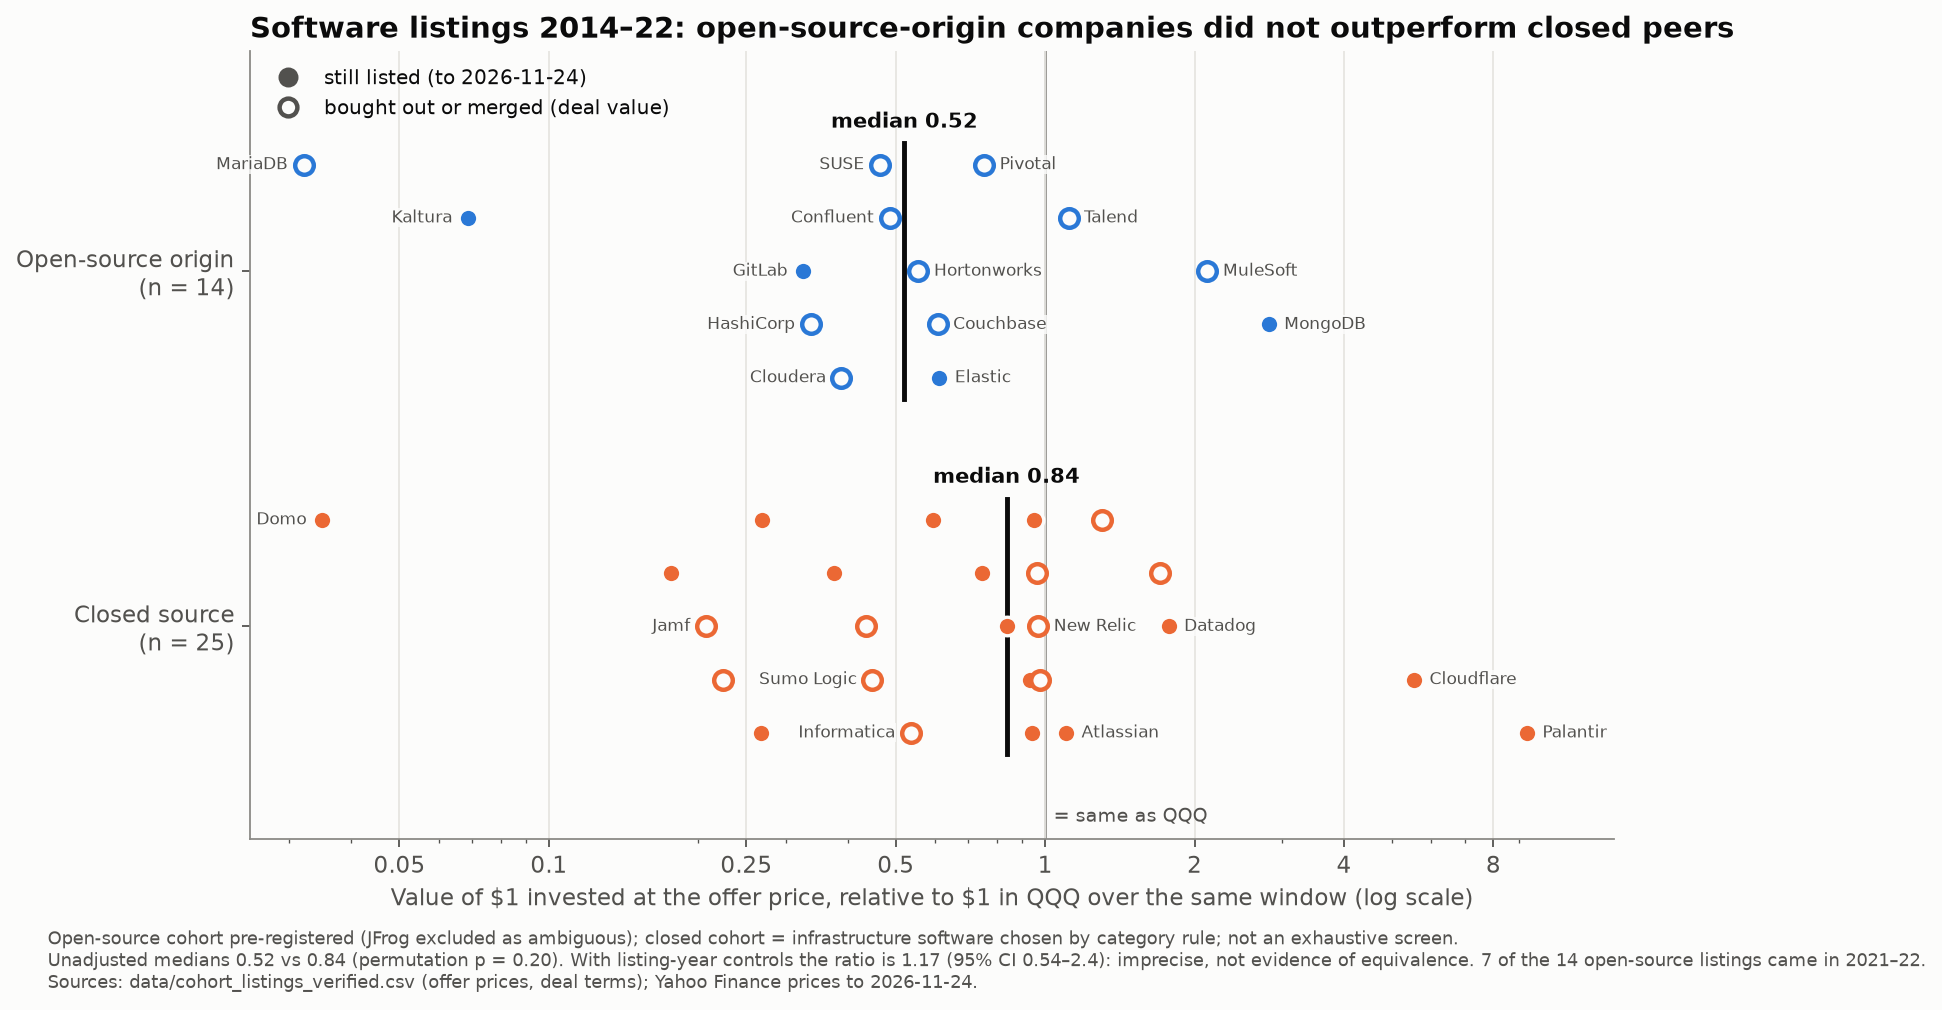 Software listings 2014–22: open-source-origin companies did not outperform closed peers
still listed (to 2026-11-24)
bought out or merged (deal value)
median 0.52
MariaDB
SUSE
Pivotal
Kaltura
Confluent
Talend
Open-source origin
(n = 14)
GitLab
Hortonworks
MuleSoft
HashiCorp
Couchbase
MongoDB
Cloudera
Elastic
median 0.84
Domo
Closed source
(n = 25)
Jamf
New Relic
Datadog
Sumo Logic
Cloudflare
Informatica
Atlassian
Palantir
= same as QQQ
0.05 0.1 0.25 0.5 1 2 4 8
Value of $1 invested at the offer price, relative to $1 in QQQ over the same window (log scale)
Open-source cohort pre-registered (JFrog excluded as ambiguous); closed cohort = infrastructure software chosen by category rule; not an exhaustive screen.
Unadjusted medians 0.52 vs 0.84 (permutation p = 0.20). With listing-year controls the ratio is 1.17 (95% CI 0.54–2.4): imprecise, not evidence of equivalence. 7 of the 14 open-source listings came in 2021–22.
Sources: data/cohort_listings_verified.csv (offer prices, deal terms); Yahoo Finance prices to 2026-11-24.